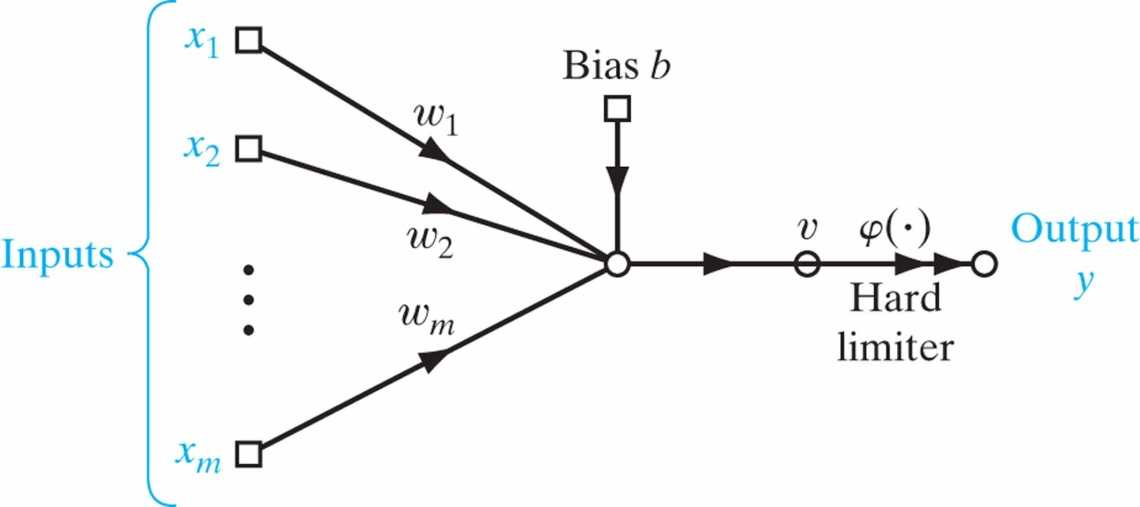 x₁
Bias b
w₁
x₂
w₂
v
φ(·)
Output
Inputs
y
Hard
limiter
wₘ
xₘ